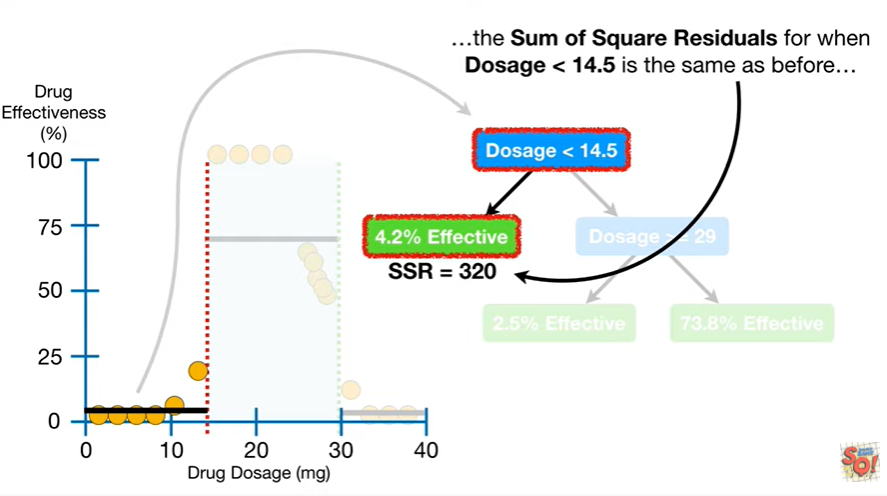 …the Sum of Square Residuals for when
Dosage < 14.5 is the same as before…
Drug
Effectiveness
(%)
100
75
50
25
0
0
10
20
30
40
Drug Dosage (mg)
Dosage < 14.5
4.2% Effective
SSR = 320
Dosage >= 29
2.5% Effective
73.8% Effective
SQ!